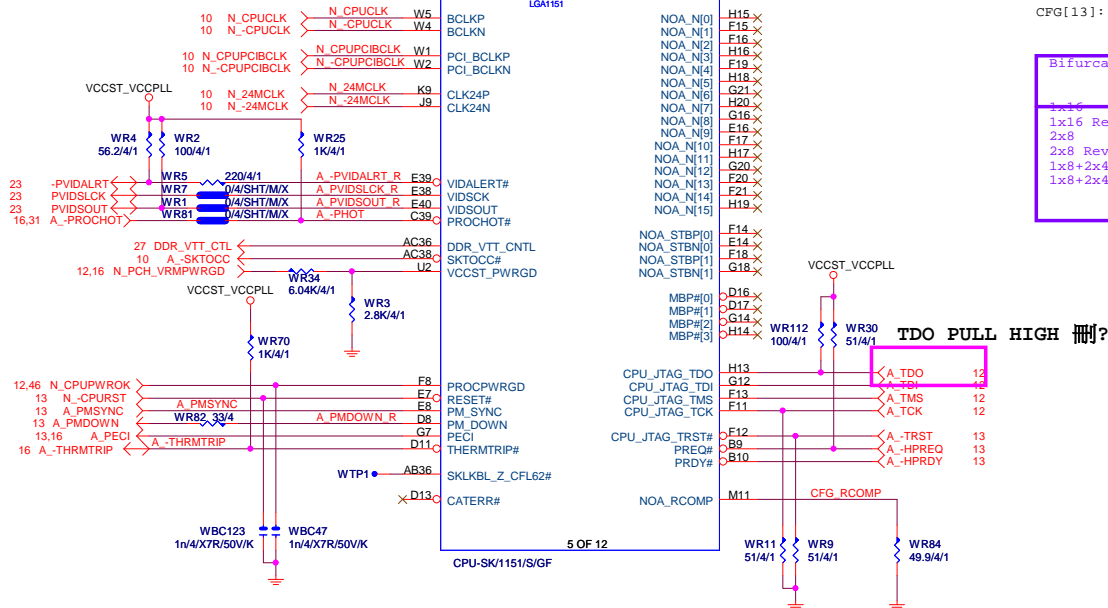 LGA1151
10 N_CPUCLK N_CPUCLK W5 BCLKP
10 N_-CPUCLK N_-CPUCLK W4 BCLKN
10 N_CPUPCIBCLK N_CPUPCIBCLK W1 PCI_BCLKP
10 N_-CPUPCIBCLK N_-CPUPCIBCLK W2 PCI_BCLKN
10 N_24MCLK N_24MCLK K9 CLK24P
10 N_-24MCLK N_-24MCLK J9 CLK24N
VCCST_VCCPLL
WR4 WR2 WR25
56.2/4/1 100/4/1 1K/4/1
WR5 220/4/1
23 -PVIDALRT A_-PVIDALRT_R E39 VIDALERT#
WR7 0/4/SHT/M/X
23 PVIDSLCK A_PVIDSLCK_R E38 VIDSCK
WR1 0/4/SHT/M/X
23 PVIDSOUT A_PVIDSOUT_R E40 VIDSOUT
WR81 0/4/SHT/M/X
16,31 A_-PROCHOT A_-PHOT C39 PROCHOT#
27 DDR_VTT_CTL AC36 DDR_VTT_CNTL
10 A_-SKTOCC AC38 SKTOCC#
12,16 N_PCH_VRMPWRGD U2 VCCST_PWRGD
WR34
6.04K/4/1
VCCST_VCCPLL
WR3
2.8K/4/1
WR70
1K/4/1
12,46 N_CPUPWROK F8 PROCPWRGD
13 N_-CPURST E7 RESET#
13 A_PMSYNC A_PMSYNC E8 PM_SYNC
13 A_PMDOWN WR82 33/4 A_PMDOWN_R D8 PM_DOWN
13,16 A_PECI G7 PECI
16 A_-THRMTRIP A_-THRMTRIP D11 THERMTRIP#
WTP1 AB36 SKLKBL_Z_CFL62#
D13 CATERR#
WBC123 WBC47
1n/4/X7R/50V/K 1n/4/X7R/50V/K
5 OF 12
CPU-SK/1151/S/GF
NOA_N[0] H15
NOA_N[1] F15
NOA_N[2] F16
NOA_N[3] H16
NOA_N[4] F19
NOA_N[5] H18
NOA_N[6] G21
NOA_N[7] H20
NOA_N[8] G16
NOA_N[9] E16
NOA_N[10] F17
NOA_N[11] H17
NOA_N[12] G20
NOA_N[13] F20
NOA_N[14] F21
NOA_N[15] H19
NOA_STBP[0] F14
NOA_STBN[0] E14
NOA_STBP[1] F18
NOA_STBN[1] G18
MBP#[0] D16
MBP#[1] D17
MBP#[2] G14
MBP#[3] H14
VCCST_VCCPLL
WR112 WR30
100/4/1 51/4/1
TDO PULL HIGH 刪?
CPU_JTAG_TDO H13 A_TDO 12
CPU_JTAG_TDI G12 A_TDI 12
CPU_JTAG_TMS F13 A_TMS 12
CPU_JTAG_TCK F11 A_TCK 12
CPU_JTAG_TRST# F12 A_-TRST 13
PREQ# B9 A_-HPREQ 13
PRDY# B10 A_-HPRDY 13
NOA_RCOMP M11 CFG_RCOMP
WR11 WR9 WR84
51/4/1 51/4/1 49.9/4/1
CFG[13]:
Bifurca
1x16
1x16 Re
2x8
2x8 Rev
1x8+2x4
1x8+2x4